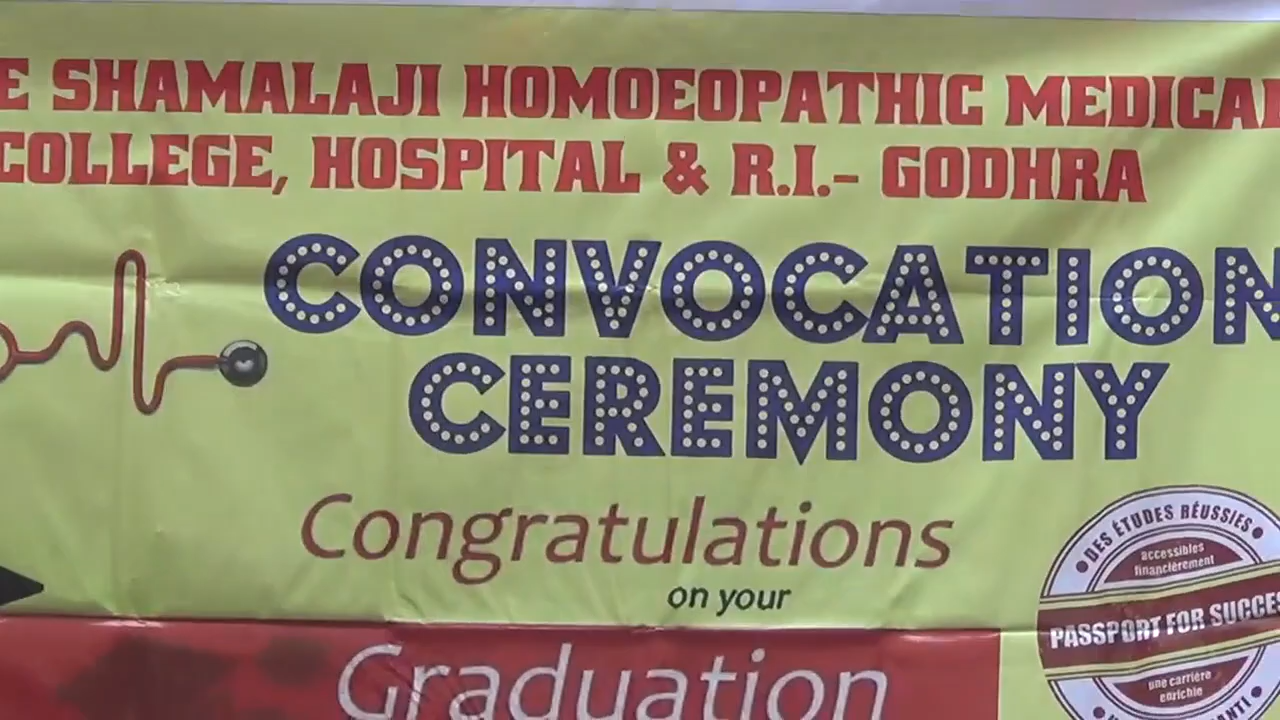 E SHAMALAJI HOMOEOPATHIC MEDICAL
COLLEGE, HOSPITAL & R.I.- GODHRA
CONVOCATION
CEREMONY
Congratulations
on your
Graduation
DES ÉTUDES RÉUSSIES
accessibles
financièrement
PASSPORT FOR SUCCES
une carrière
enrichie